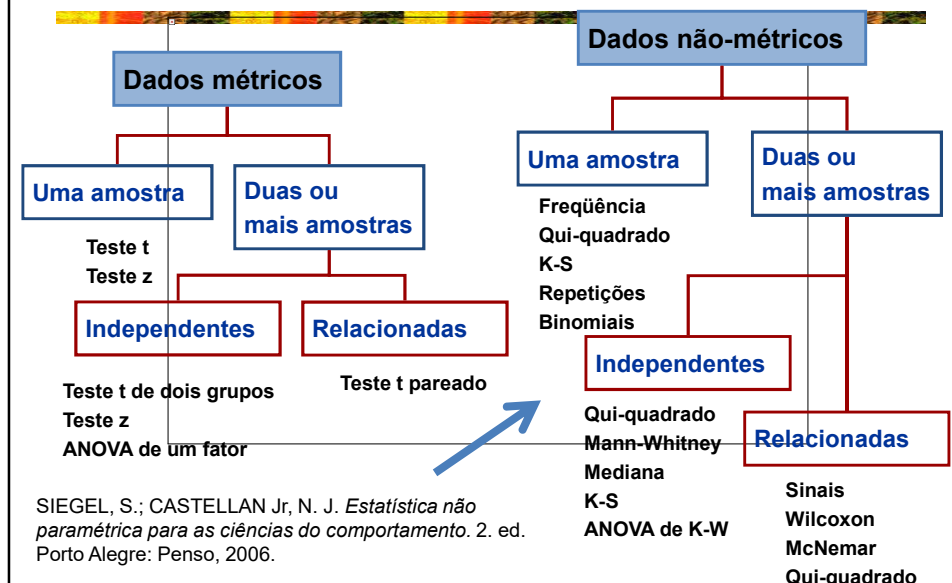 Dados métricos
Uma amostra
Teste t
Teste z
Duas ou
mais amostras
Independentes
Teste t de dois grupos
Teste z
ANOVA de um fator
Relacionadas
Teste t pareado
Dados não-métricos
Uma amostra
Freqüência
Qui-quadrado
K-S
Repetições
Binomiais
Duas ou
mais amostras
Independentes
Qui-quadrado
Mann-Whitney
Mediana
K-S
ANOVA de K-W
Relacionadas
Sinais
Wilcoxon
McNemar
Qui-quadrado
SIEGEL, S.; CASTELLAN Jr, N. J. Estatística não
paramétrica para as ciências do comportamento. 2. ed.
Porto Alegre: Penso, 2006.